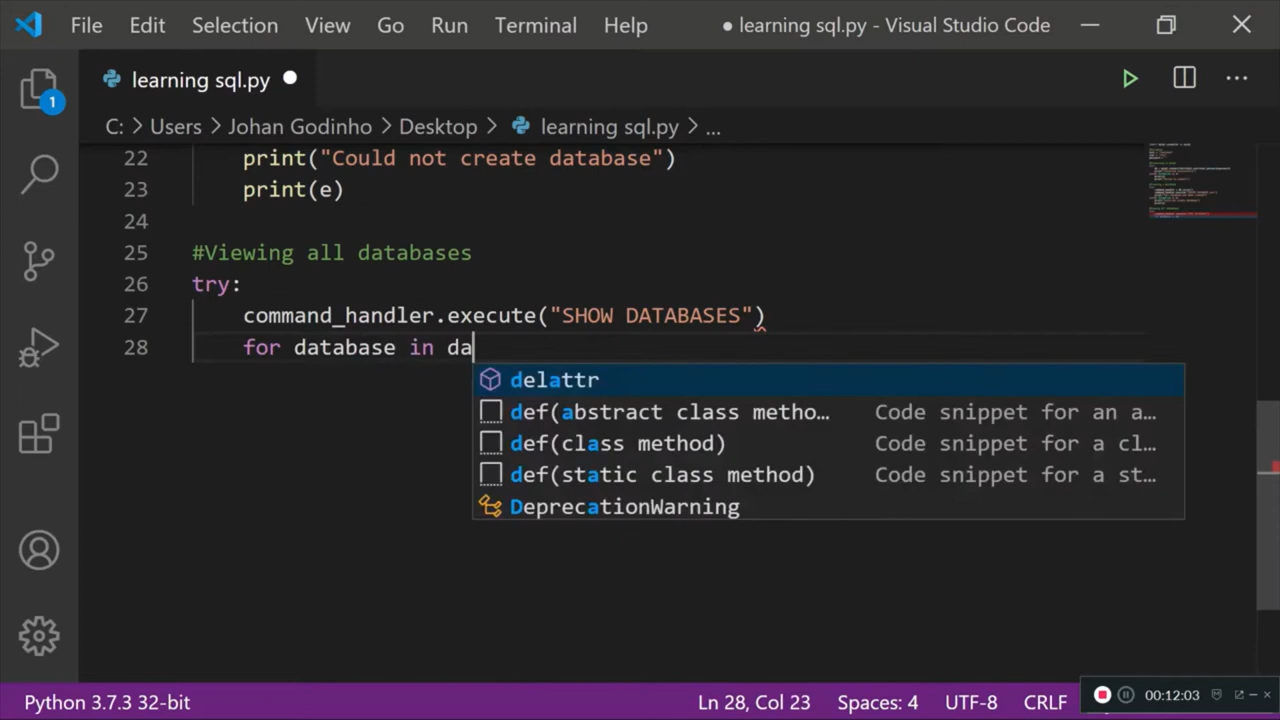 File Edit Selection View Go Run Terminal Help ● learning sql.py - Visual Studio Code
learning sql.py
C: > Users > Johan Godinho > Desktop > learning sql.py > ...
22 print("Could not create database")
23 print(e)
24
25 #Viewing all databases
26 try:
27 command_handler.execute("SHOW DATABASES")
28 for database in da
delattr
def(abstract class metho… Code snippet for an a…
def(class method) Code snippet for a cl…
def(static class method) Code snippet for a st…
DeprecationWarning
1
Python 3.7.3 32-bit Ln 28, Col 23 Spaces: 4 UTF-8 CRLF 00:12:03